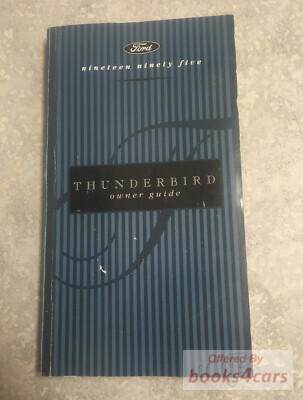 Ford
nineteen ninety five
THUNDERBIRD
owner guide
Offered By
books4cars